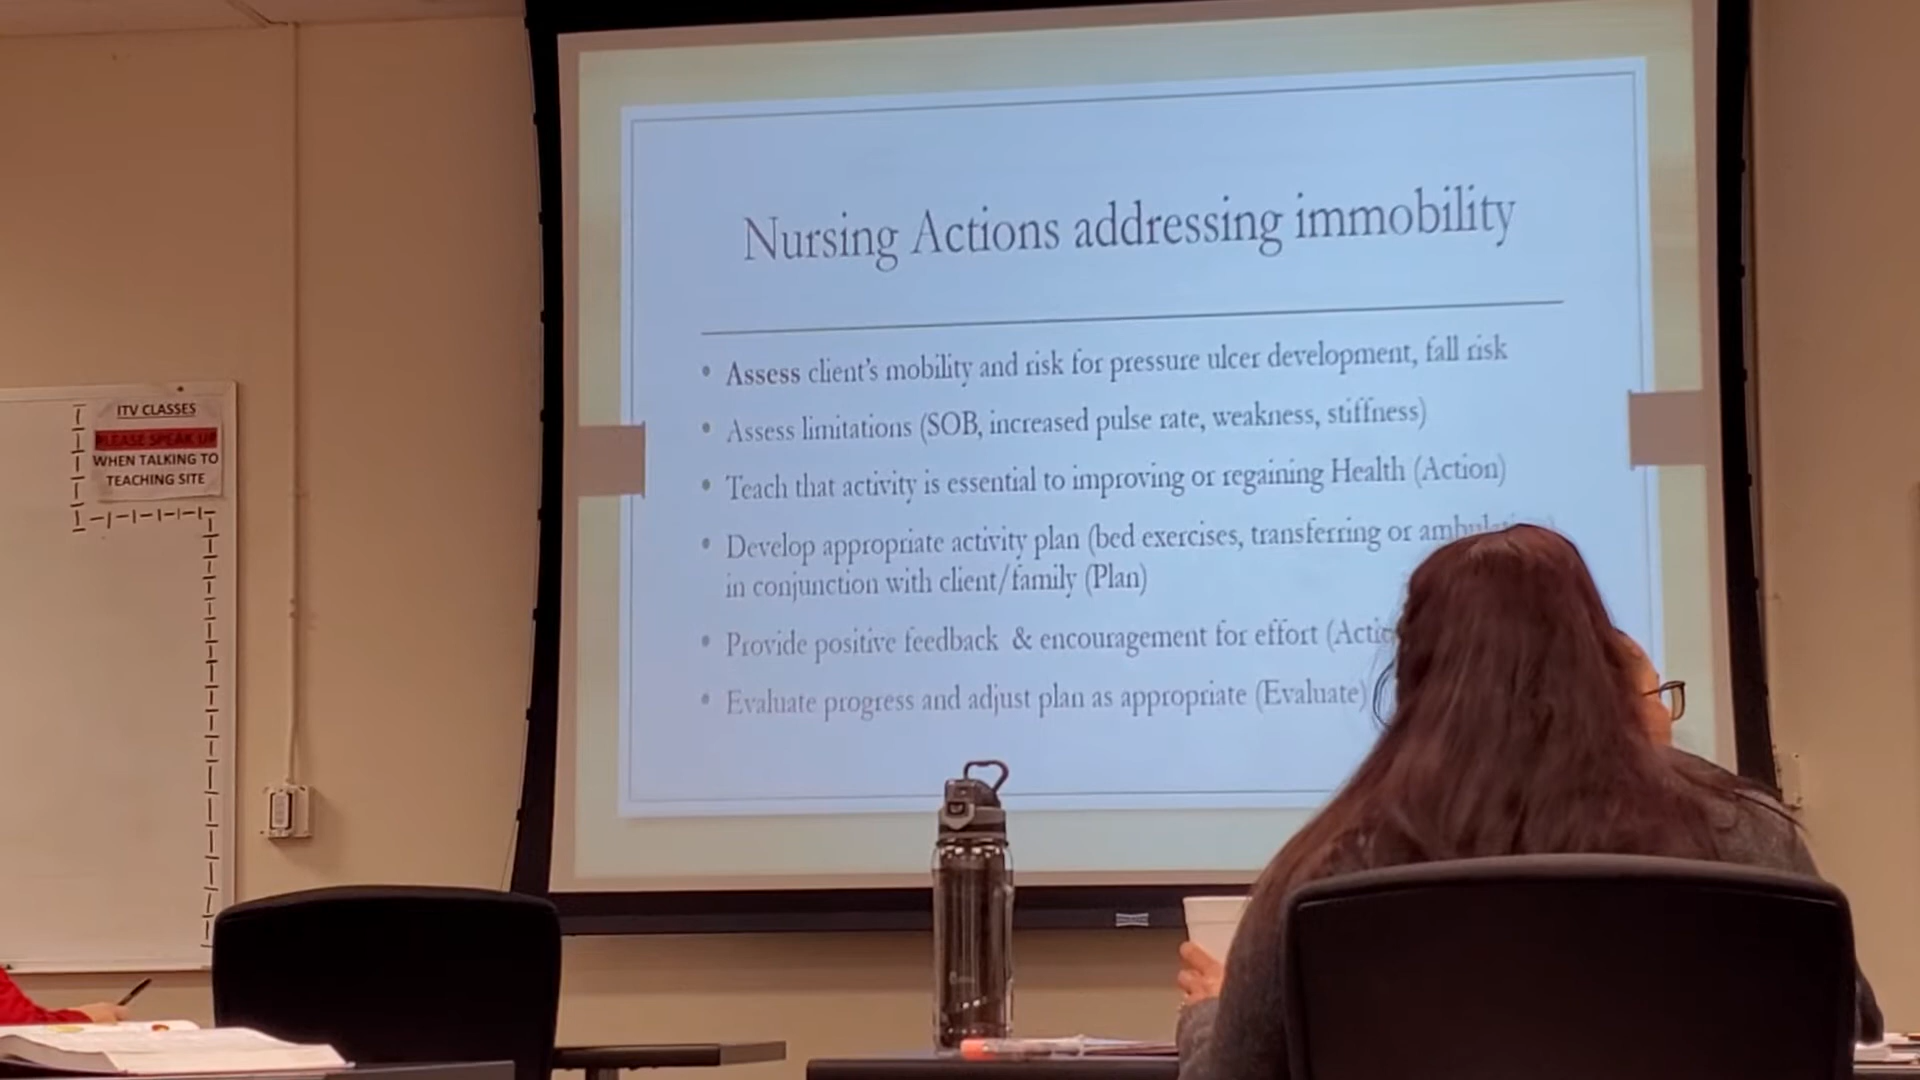 Nursing Actions addressing immobility
• Assess client's mobility and risk for pressure ulcer development, fall risk
• Assess limitations (SOB, increased pulse rate, weakness, stiffness)
• Teach that activity is essential to improving or regaining Health (Action)
• Develop appropriate activity plan (bed exercises, transferring or
in conjunction with client/family (Plan)
• Provide positive feedback & encouragement for effort
• Evaluate progress and adjust plan as appropriate (Evaluate)
ITV CLASSES
PLEASE SPEAK UP
WHEN TALKING TO
TEACHING SITE